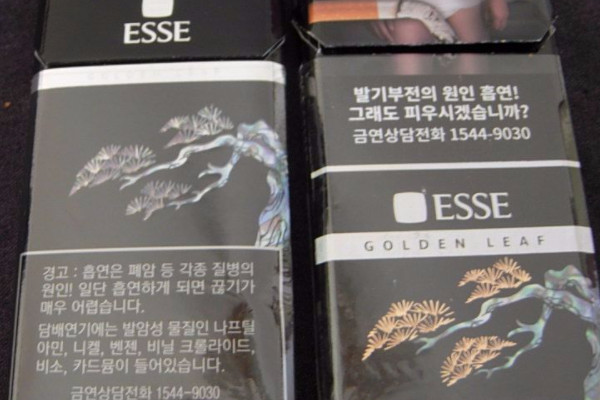 ESSE
GOLDEN LEAF
경고 : 흡연은 폐암 등 각종 질병의
원인! 일단 흡연하게 되면 끊기가
매우 어렵습니다.
담배연기에는 발암성 물질인 나프틸
아민, 니켈, 벤젠, 비닐 크롤라이드,
비소, 카드뮴이 들어있습니다.
금연상담전화 1544-9030
발기부전의 원인 흡연!
그래도 피우시겠습니까?
금연상담전화 1544-9030
ESSE
GOLDEN LEAF